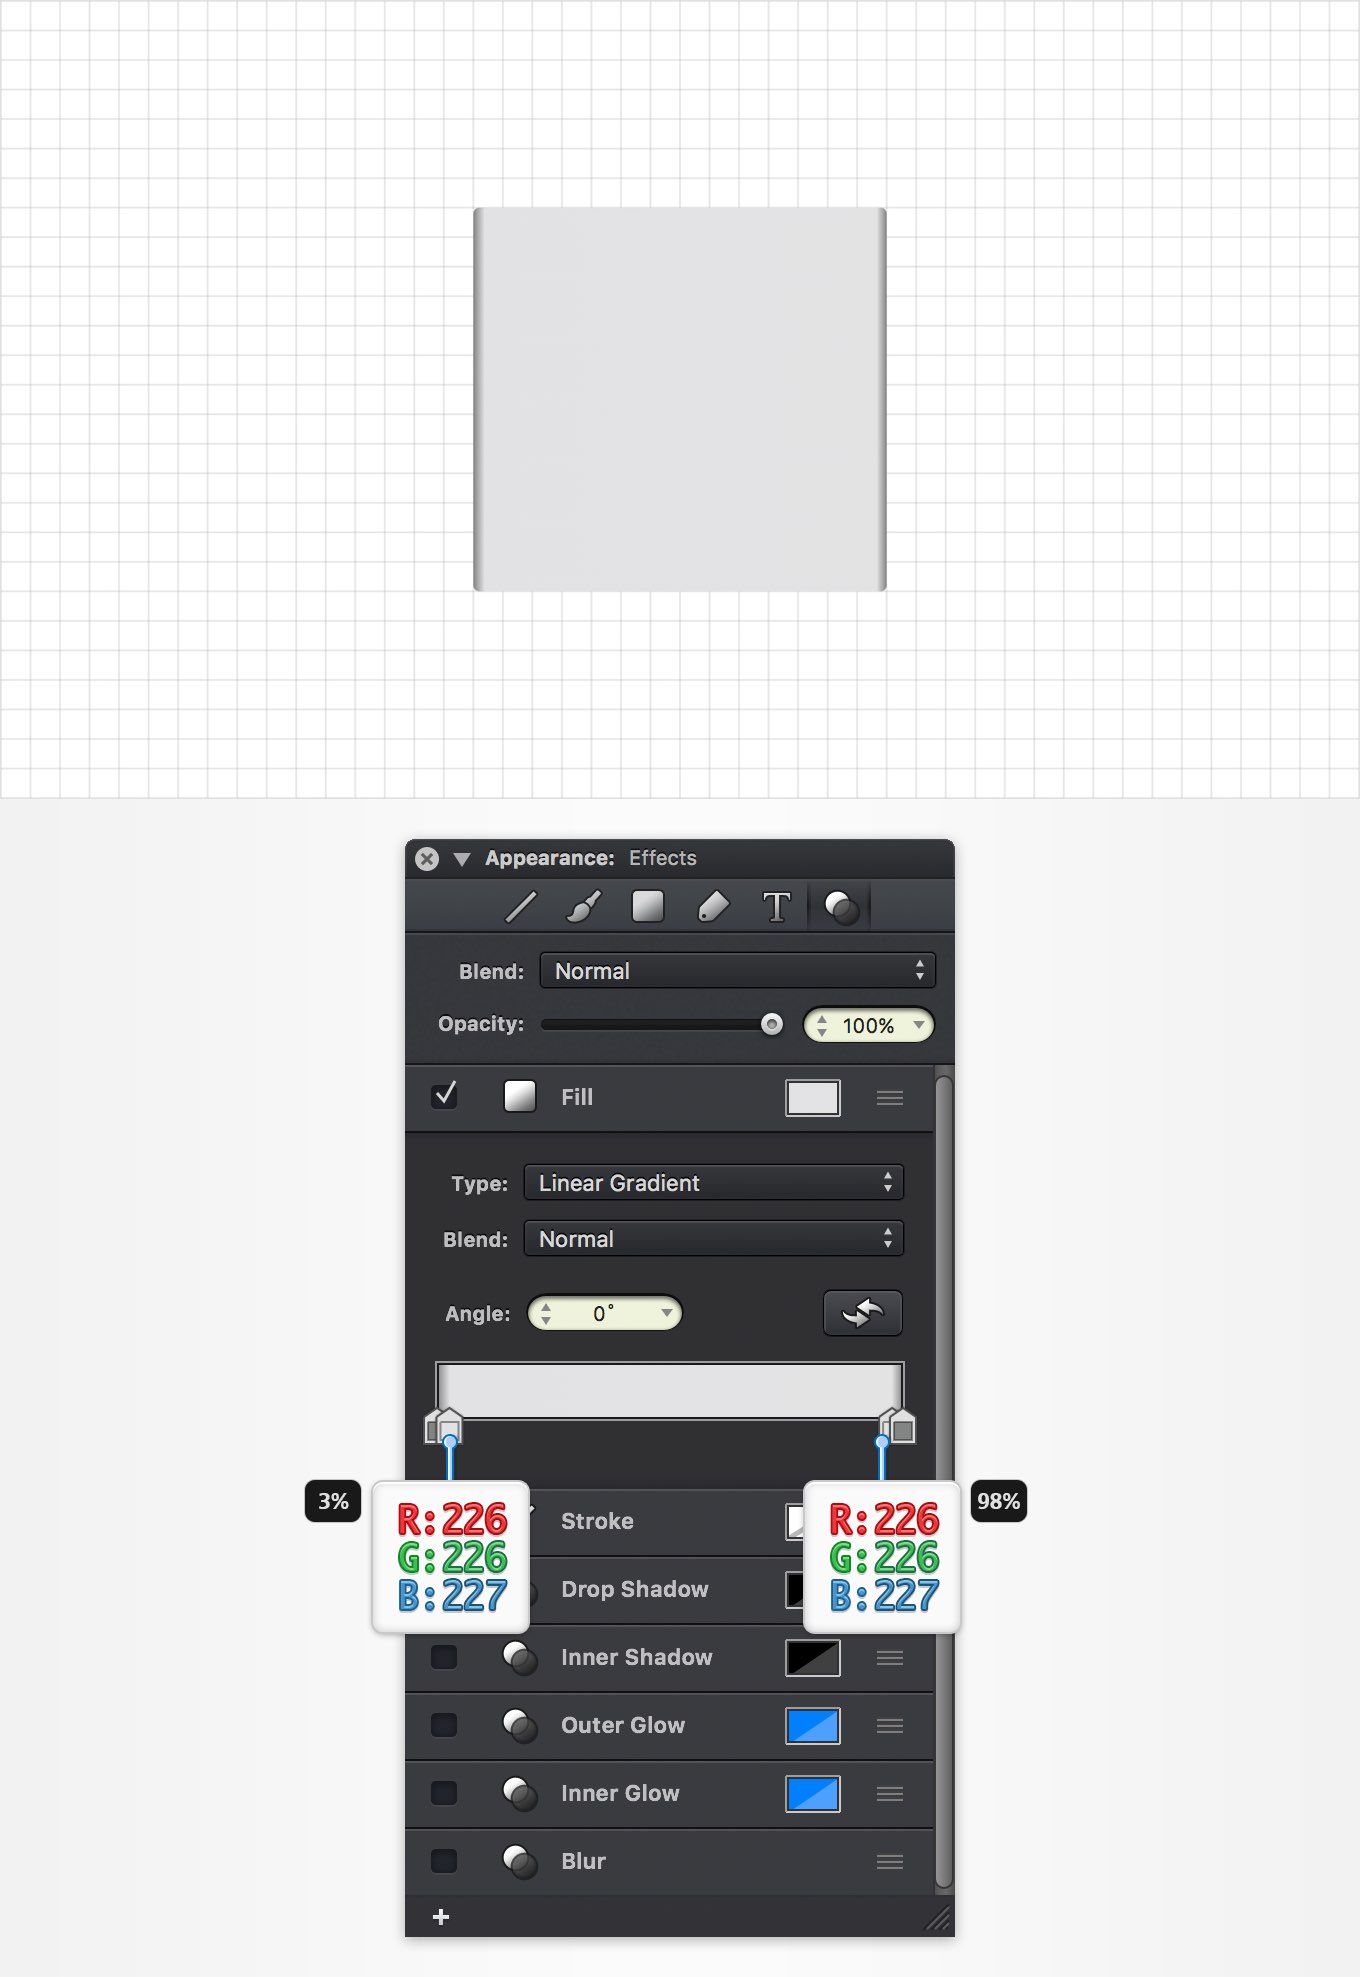 Appearance: Effects
T
Blend: Normal
Opacity: 100%
Fill
Type: Linear Gradient
Blend: Normal
Angle: 0°
3%
R:226
G:226
B:227
98%
R:226
G:226
B:227
Stroke
Drop Shadow
Inner Shadow
Outer Glow
Inner Glow
Blur
+